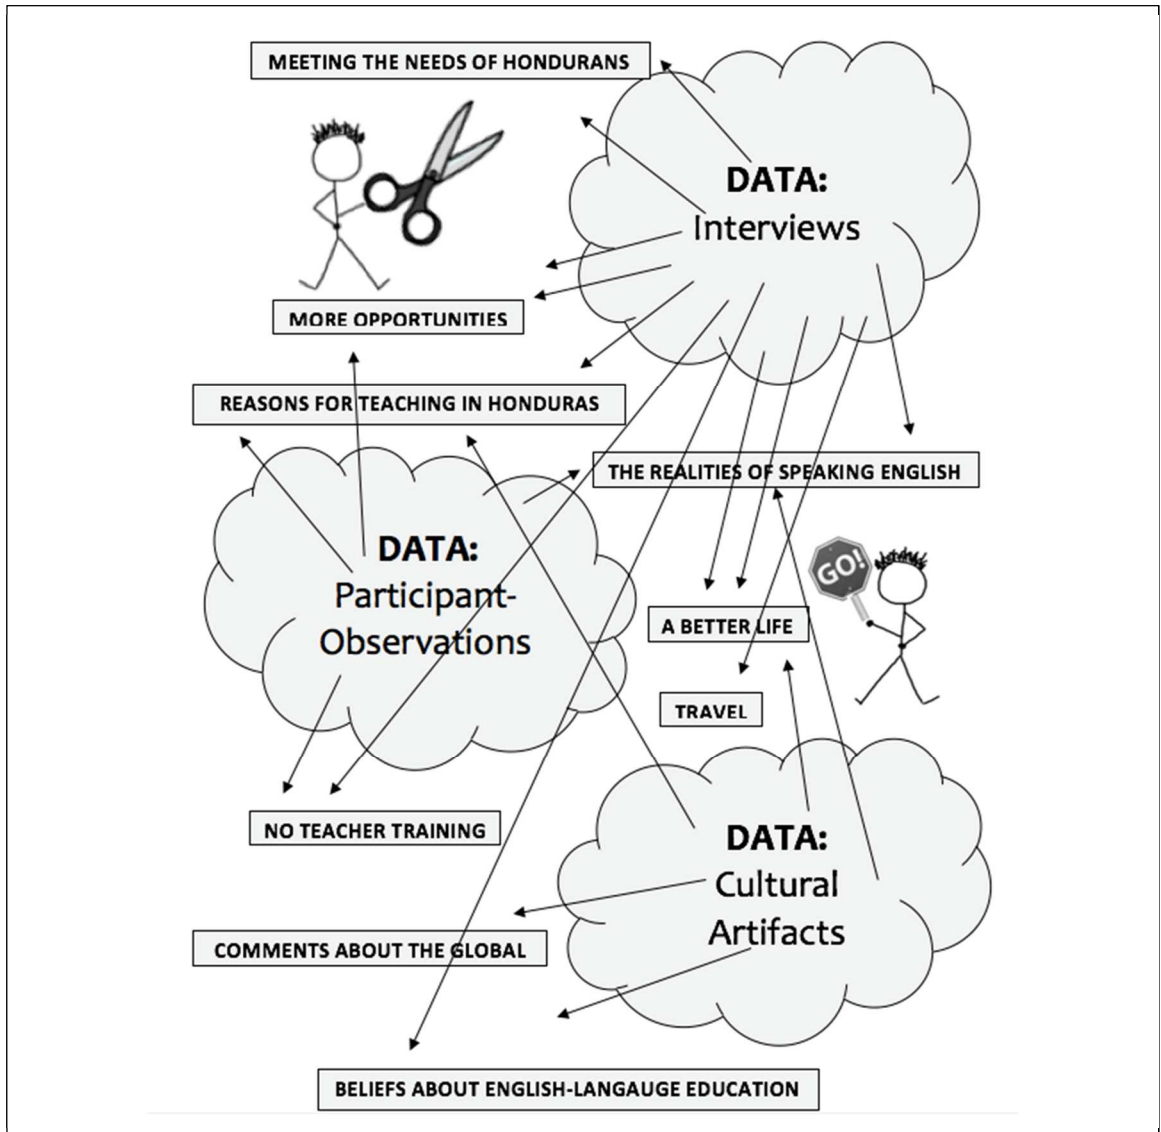 MEETING THE NEEDS OF HONDURANS
DATA:
Interviews
MORE OPPORTUNITIES
REASONS FOR TEACHING IN HONDURAS
THE REALITIES OF SPEAKING ENGLISH
DATA:
Participant-
Observations
GO!
A BETTER LIFE
TRAVEL
NO TEACHER TRAINING
DATA:
Cultural
Artifacts
COMMENTS ABOUT THE GLOBAL
BELIEFS ABOUT ENGLISH-LANGAUGE EDUCATION